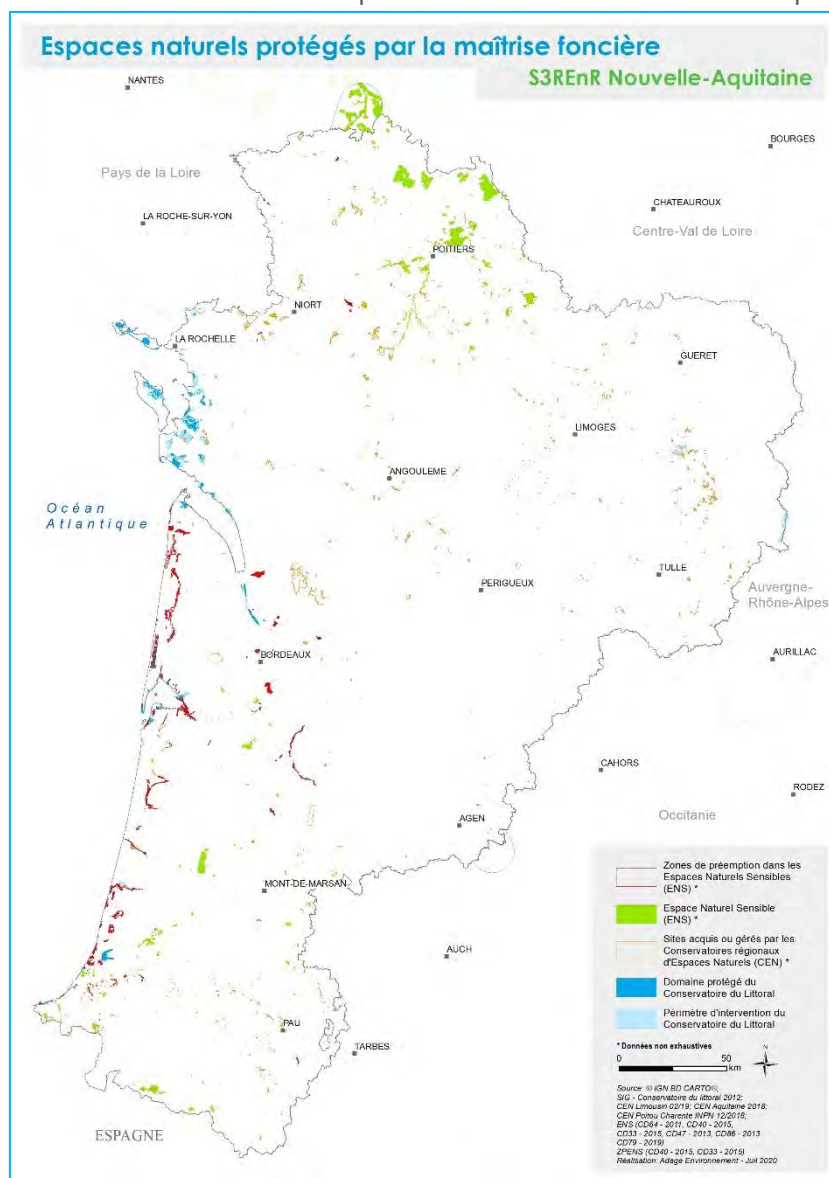 Espaces naturels protégés par la maîtrise foncière
S3REnR Nouvelle-Aquitaine
NANTES
BOURGES
Pays de la Loire
CHATEAUROUX
LA ROCHE-SUR-YON
Centre-Val de Loire
POITIERS
NIORT
LA ROCHELLE
GUERET
LIMOGES
ANGOULEME
Océan
Atlantique
TULLE
PERIGUEUX
Auvergne-
Rhône-Alpes
BORDEAUX
AURILLAC
CAHORS
RODEZ
Occitanie
AGEN
MONT-DE-MARSAN
AUCH
PAU
TARBES
ESPAGNE
Zones de préemption dans les
Espaces Naturels Sensibles
(ENS) *
Espace Naturel Sensible
(ENS) *
Sites acquis ou gérés par les
Conservatoires régionaux
d'Espaces Naturels (CEN) *
Domaine protégé du
Conservatoire du Littoral
Périmètre d'intervention du
Conservatoire du Littoral
* Données non exhaustives
0 50
km
N
Source: © IGN BD CARTO®;
SIG - Conservatoire du littoral 2012;
CEN Limousin 02/19; CEN Aquitaine 2018;
CEN Poitou Charente INPN 12/2018;
ENS (CD64 - 2011, CD40 - 2015,
CD33 - 2015, CD47 - 2013, CD86 - 2013
CD79 - 2019)
ZPENS (CD40 - 2015, CD33 - 2015)
Réalisation: Adage Environnement - Juil 2020